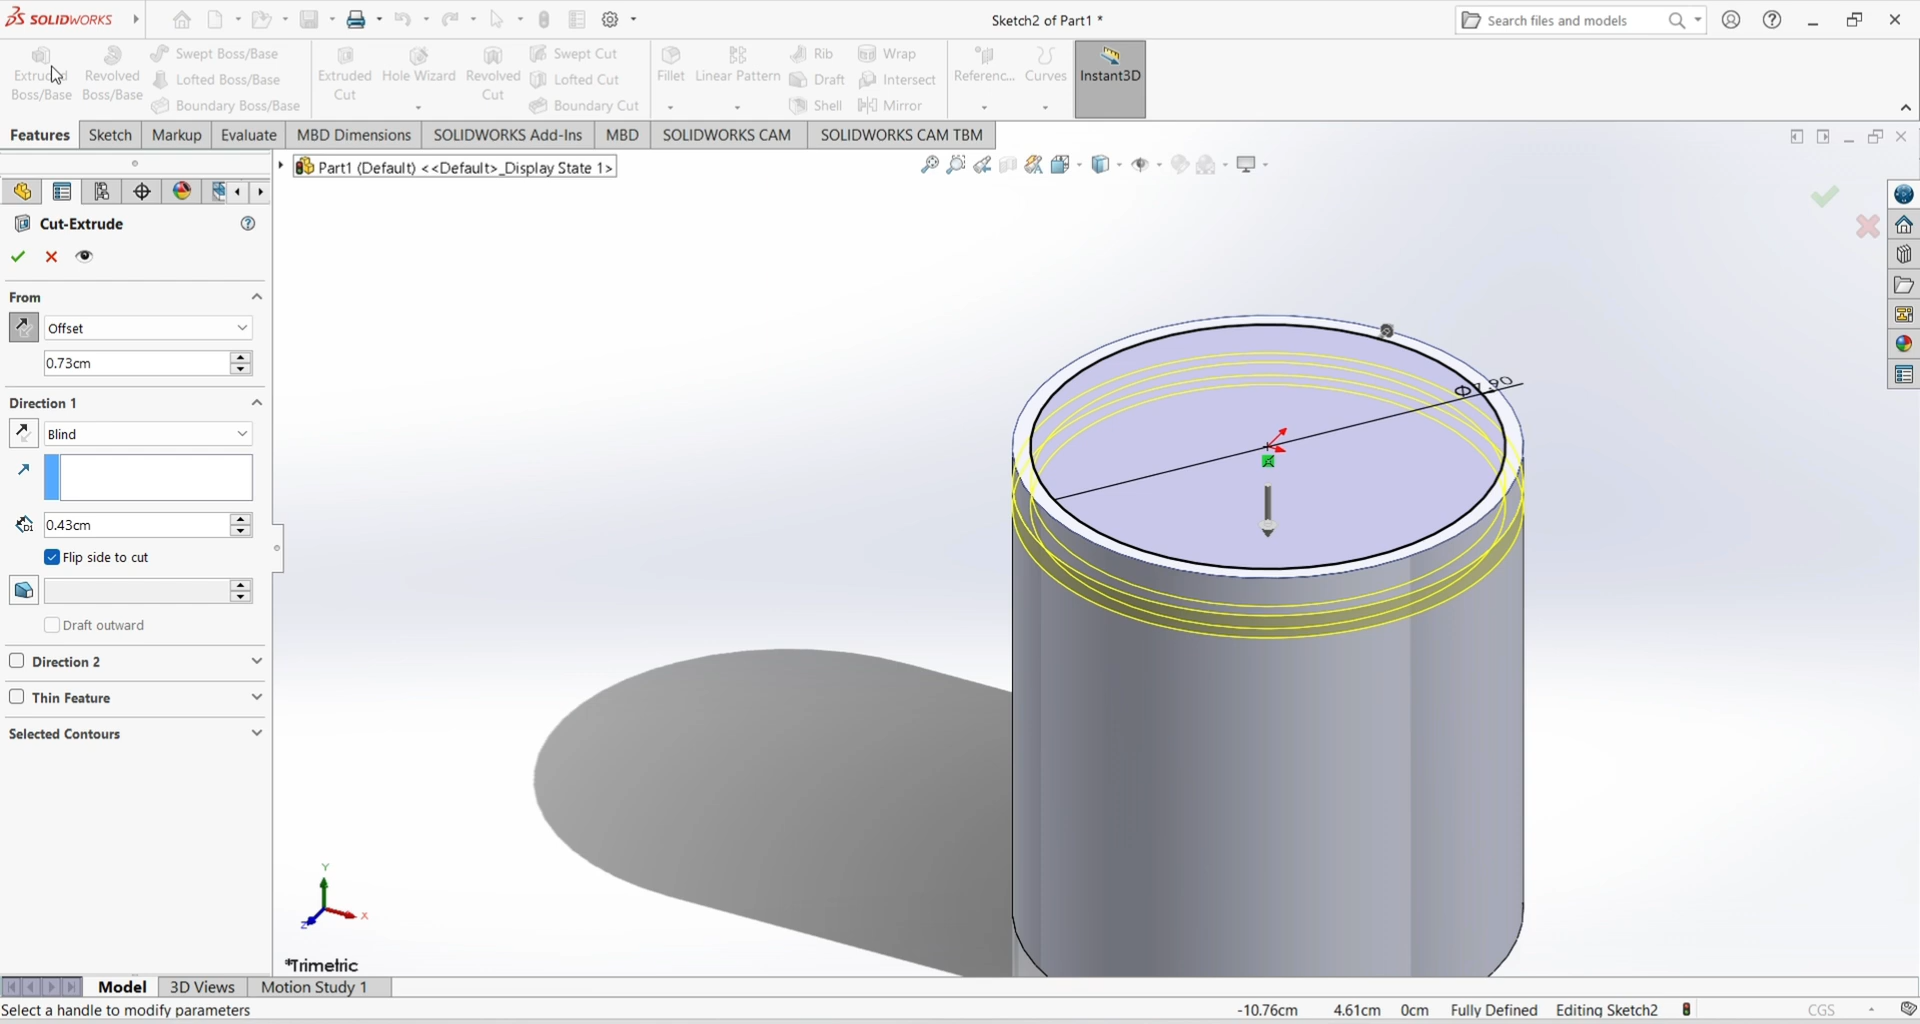 SOLIDWORKS
Sketch2 of Part1 *
Search files and models
Extruded Boss/Base
Revolved Boss/Base
Swept Boss/Base
Lofted Boss/Base
Boundary Boss/Base
Extruded Cut
Hole Wizard
Revolved Cut
Swept Cut
Lofted Cut
Boundary Cut
Fillet
Linear Pattern
Rib
Draft
Shell
Wrap
Intersect
Mirror
Referenc...
Curves
Instant3D
Features
Sketch
Markup
Evaluate
MBD Dimensions
SOLIDWORKS Add-Ins
MBD
SOLIDWORKS CAM
SOLIDWORKS CAM TBM
Part1 (Default) <<Default>_Display State 1>
Cut-Extrude
From
Offset
0.73cm
Direction 1
Blind
D1
0.43cm
Flip side to cut
Draft outward
Direction 2
Thin Feature
Selected Contours
Y
X
Z
*Trimetric
Model
3D Views
Motion Study 1
Select a handle to modify parameters
-10.76cm
4.61cm
0cm
Fully Defined
Editing Sketch2
CGS